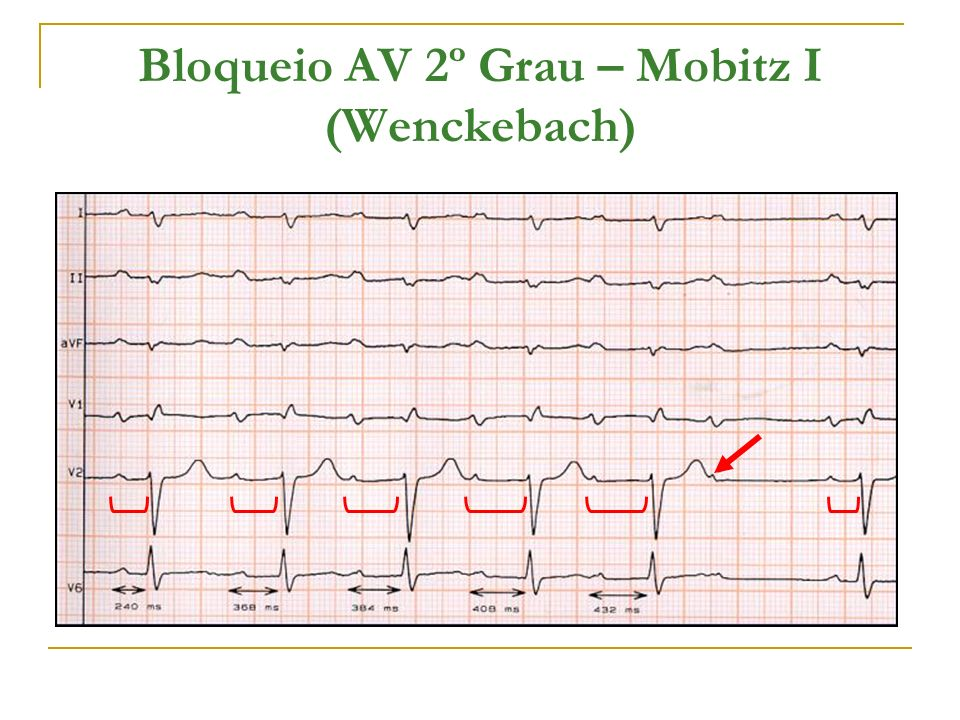 Bloqueio AV 2º Grau – Mobitz I
(Wenckebach)
I
II
aVF
V1
V2
V6
240 ms 368 ms 384 ms 408 ms 432 ms